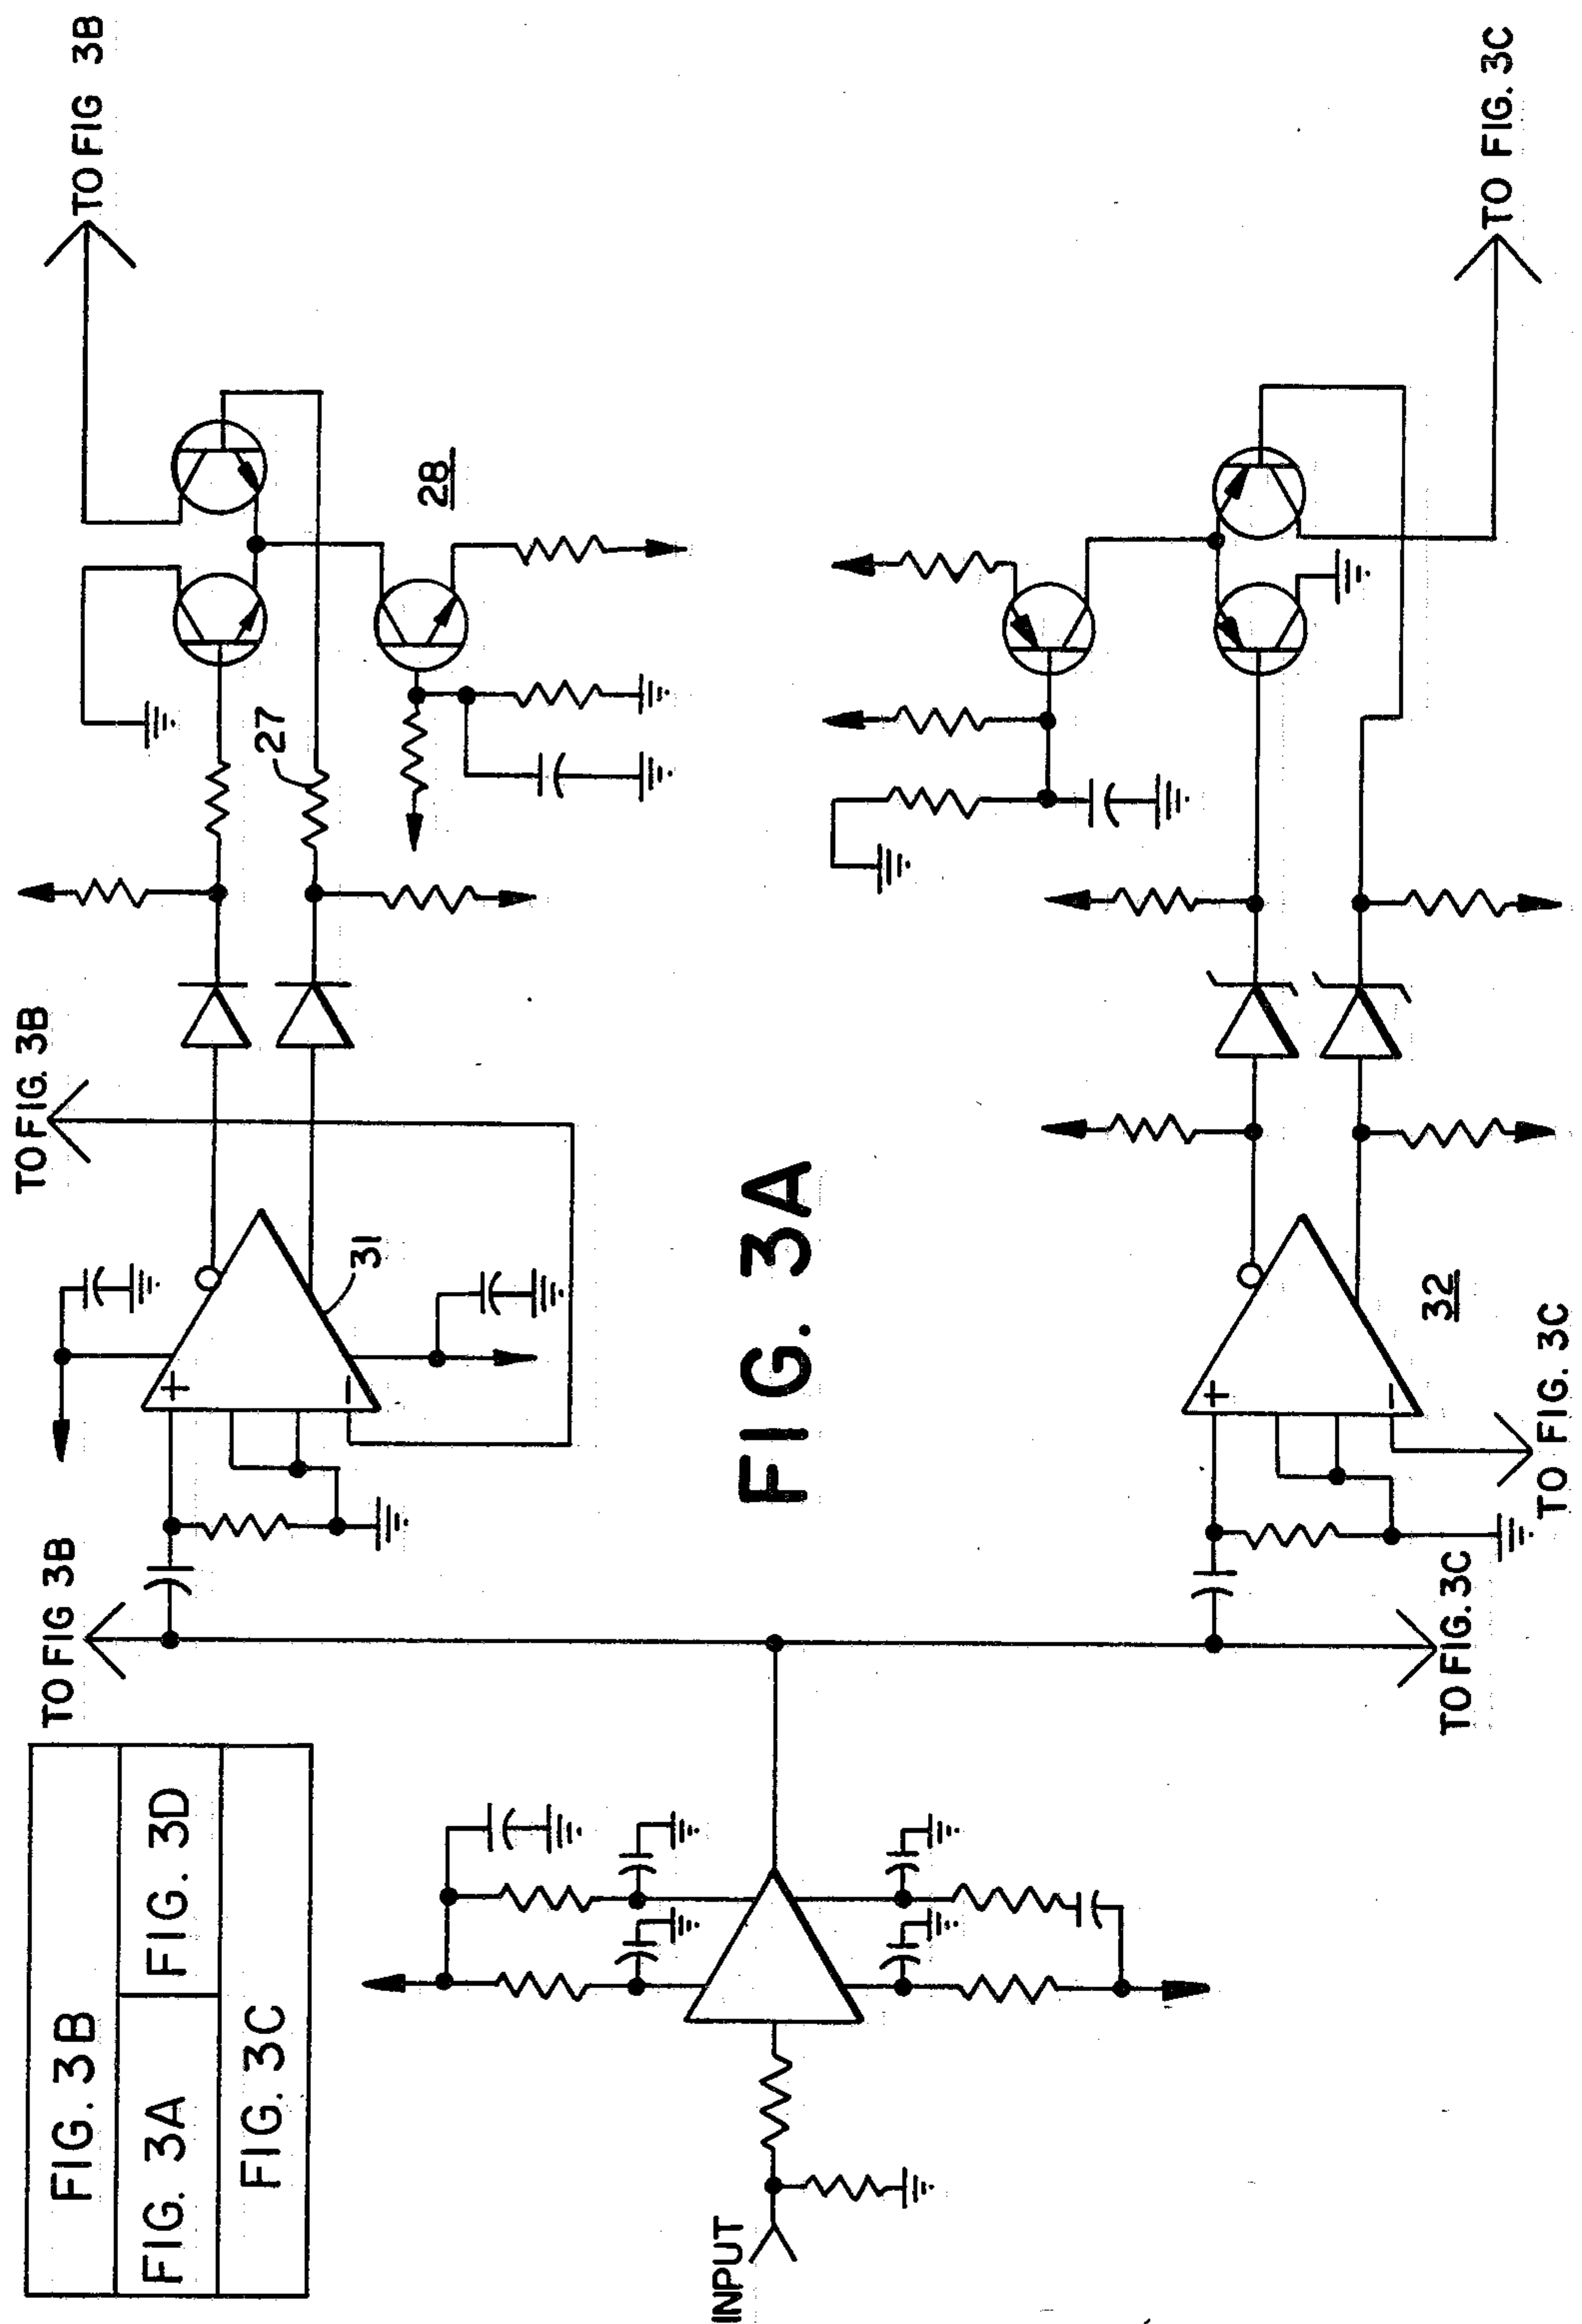 FIG. 3B
FIG. 3A
FIG. 3D
FIG. 3C
INPUT
TO FIG 3B
TO FIG. 3B
TO FIG 3B
+
−
31
27
28
FIG. 3A
+
−
32
TO FIG. 3C
TO FIG. 3C
TO FIG. 3C